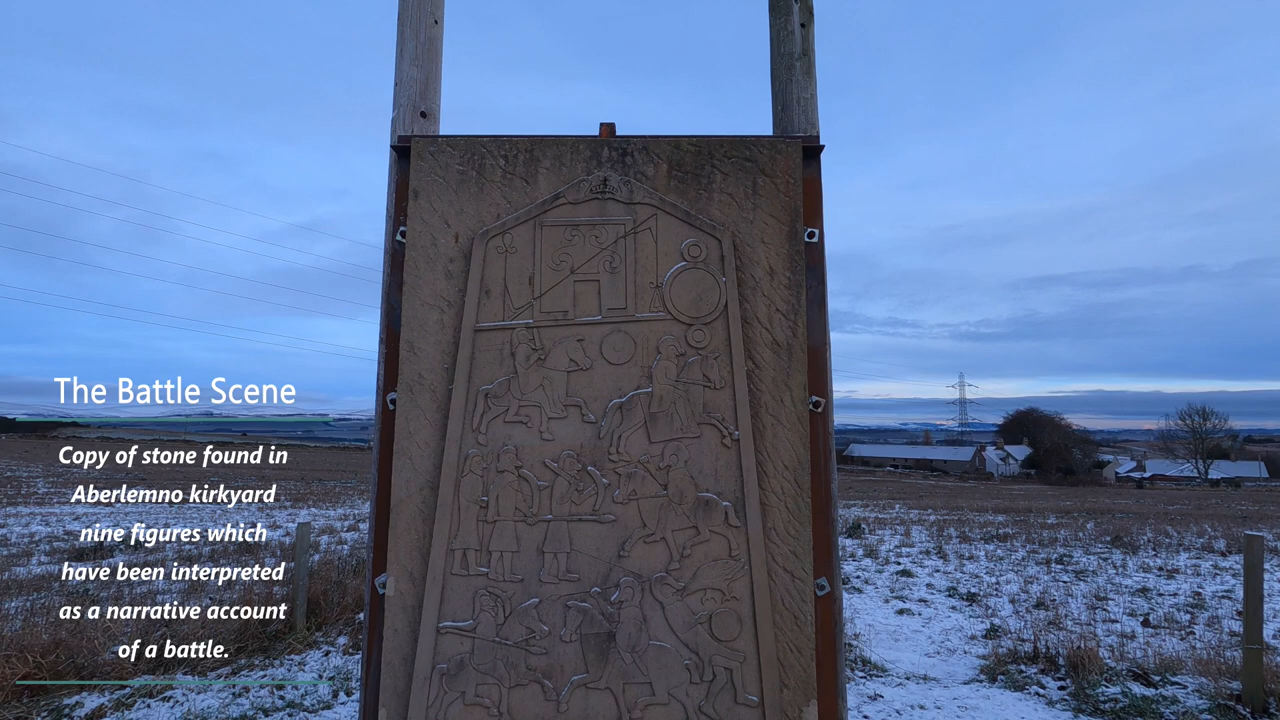 The Battle Scene
Copy of stone found in
Aberlemno kirkyard
nine figures which
have been interpreted
as a narrative account
of a battle.